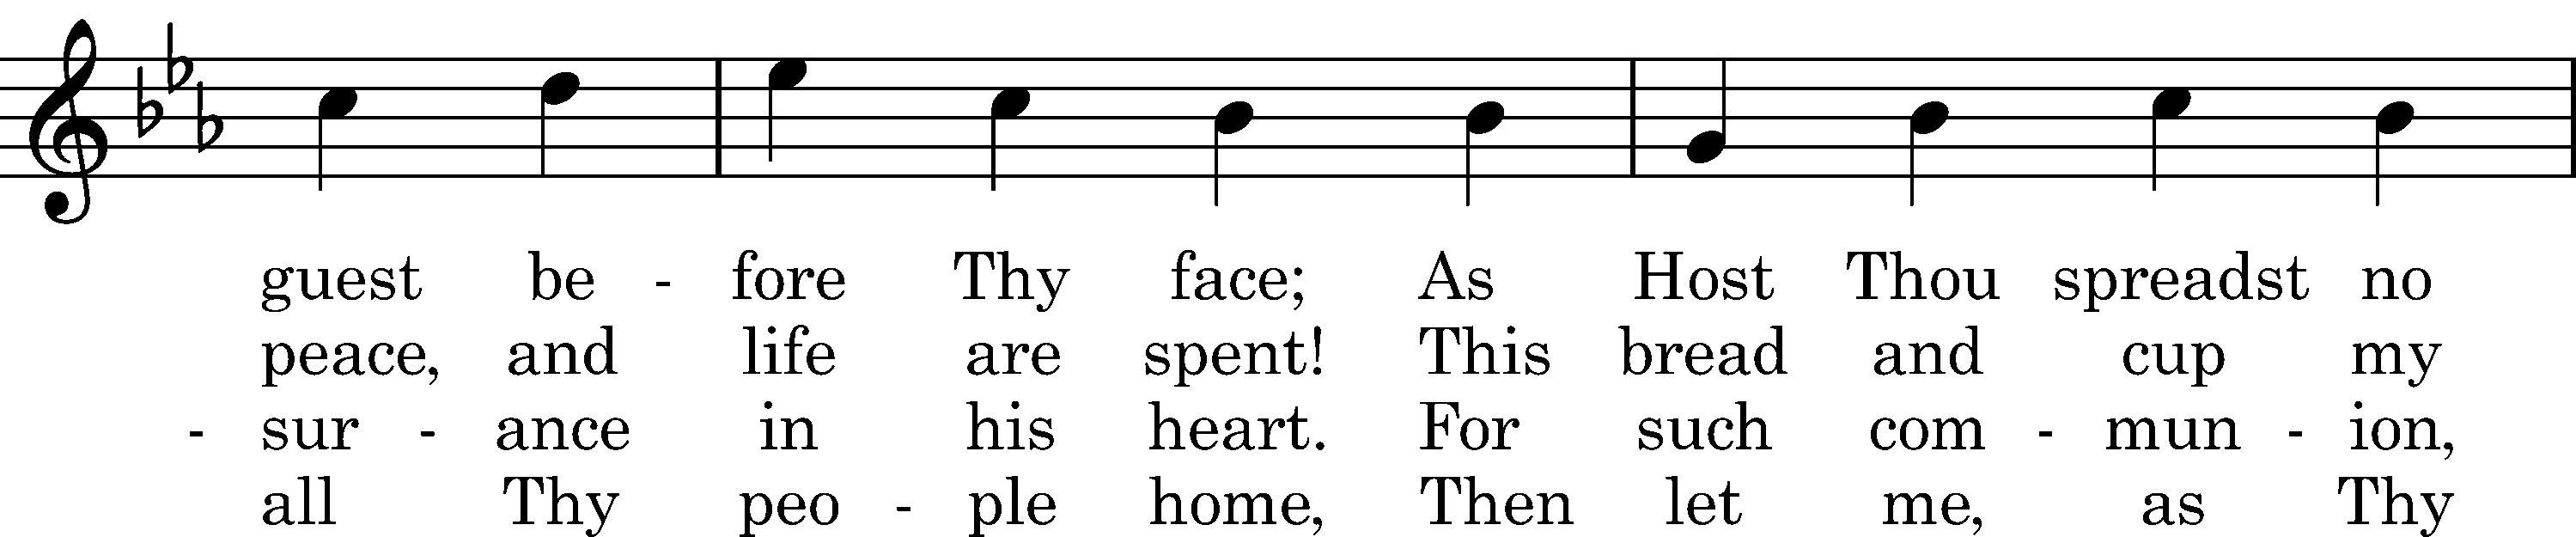 guest be - fore Thy face; As Host Thou spreadst no
peace, and life are spent! This bread and cup my
- sur - ance in his heart. For such com - mun - ion,
all Thy peo - ple home, Then let me, as Thy